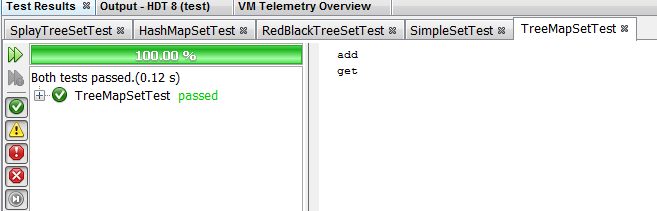 Test Results Output - HDT 8 (test) VM Telemetry Overview
SplayTreeSetTest HashMapSetTest RedBlackTreeSetTest SimpleSetTest TreeMapSetTest
100.00 %
Both tests passed.(0.12 s)
TreeMapSetTest passed
add
get